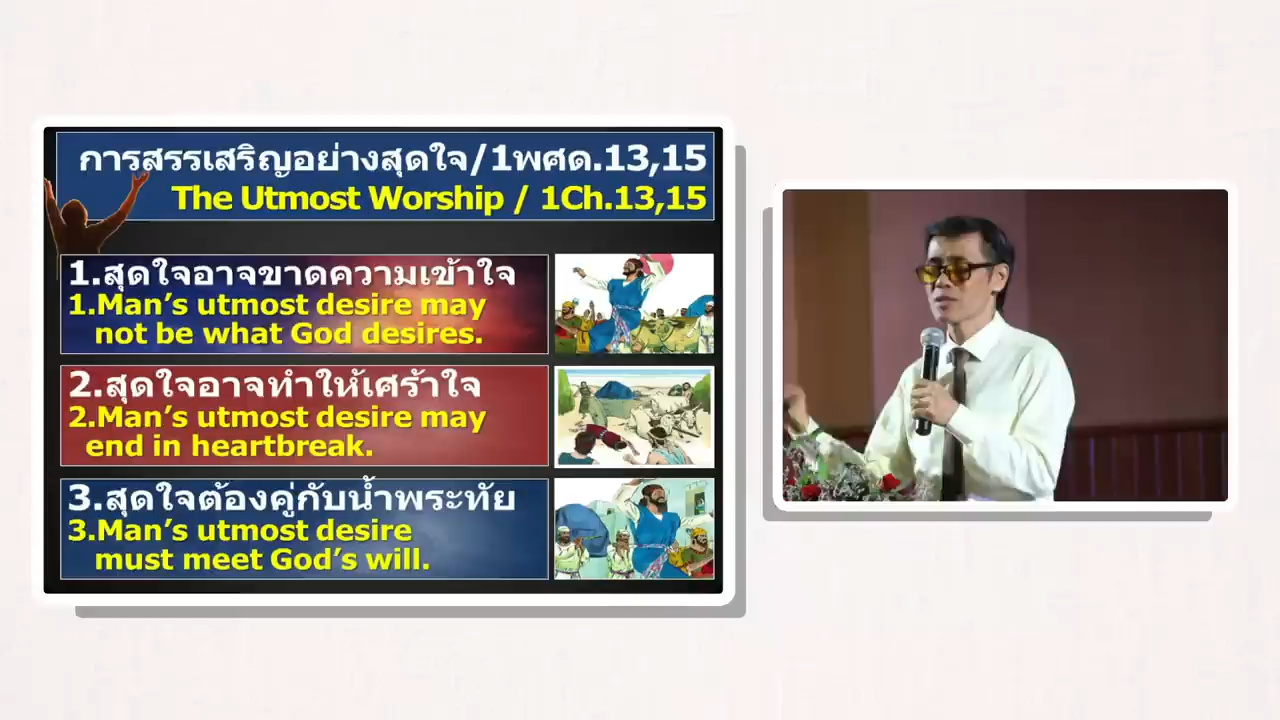 การสรรเสริญอย่างสุดใจ/1พศด.13,15
The Utmost Worship / 1Ch.13,15
1.สุดใจอาจขาดความเข้าใจ
1.Man’s utmost desire may
not be what God desires.
2.สุดใจอาจทำให้เศร้าใจ
2.Man’s utmost desire may
end in heartbreak.
3.สุดใจต้องคู่กับน้ำพระทัย
3.Man’s utmost desire
must meet God’s will.